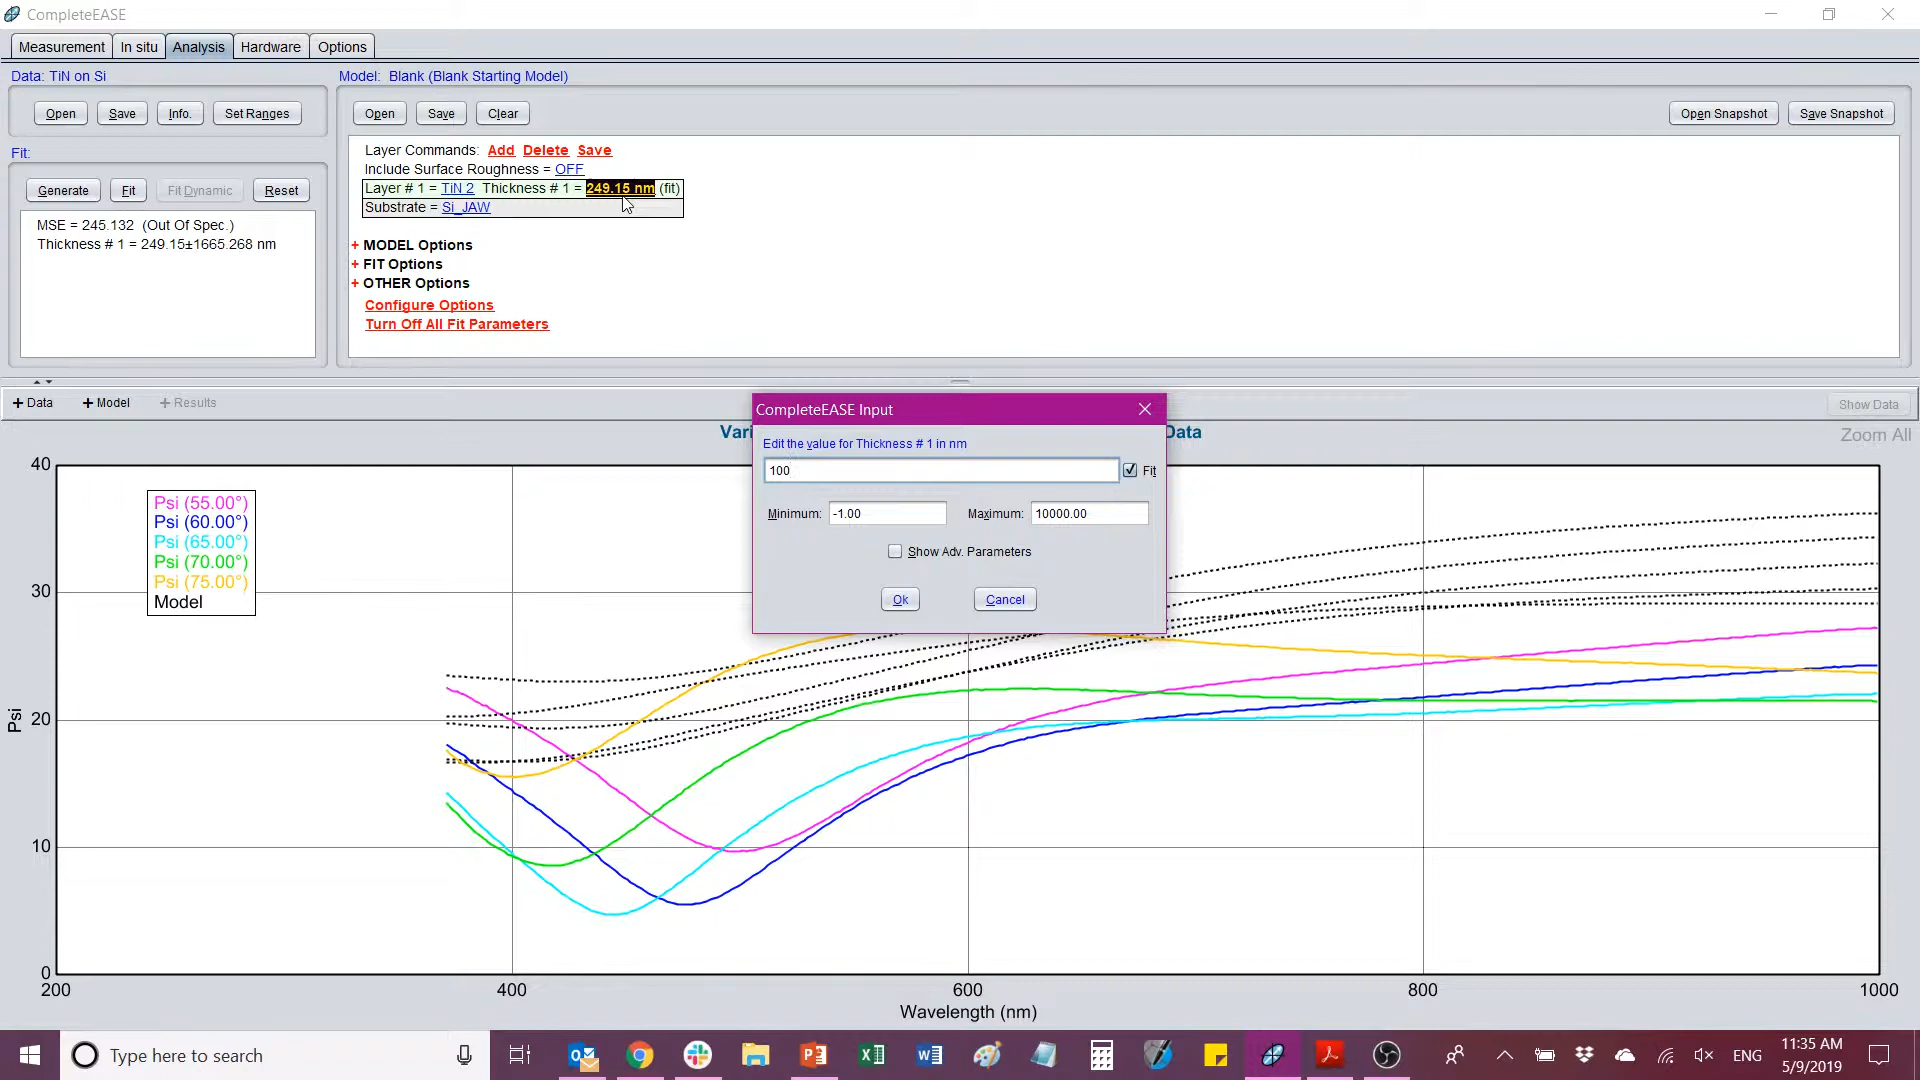 CompleteEASE
Measurement In situ Analysis Hardware Options
Data: TiN on Si
Model: Blank (Blank Starting Model)
Open Save Info. Set Ranges
Open Save Clear
Open Snapshot Save Snapshot
Fit:
Generate Fit Fit Dynamic Reset
MSE = 245.132 (Out Of Spec.)
Thickness # 1 = 249.15±1665.268 nm
Layer Commands: Add Delete Save
Include Surface Roughness = OFF
Layer # 1 = TiN 2 Thickness # 1 = 249.15 nm (fit)
Substrate = Si_JAW
+ MODEL Options
+ FIT Options
+ OTHER Options
Configure Options
Turn Off All Fit Parameters
+ Data + Model + Results
Show Data
Vari
Data
Zoom All
CompleteEASE Input
Edit the value for Thickness # 1 in nm
100
Fit
Minimum: -1.00 Maximum: 10000.00
Show Adv. Parameters
Ok Cancel
Psi (55.00°)
Psi (60.00°)
Psi (65.00°)
Psi (70.00°)
Psi (75.00°)
Model
40
30
20
10
0
Psi
200 400 600 800 1000
Wavelength (nm)
Type here to search
ENG
11:35 AM
5/9/2019